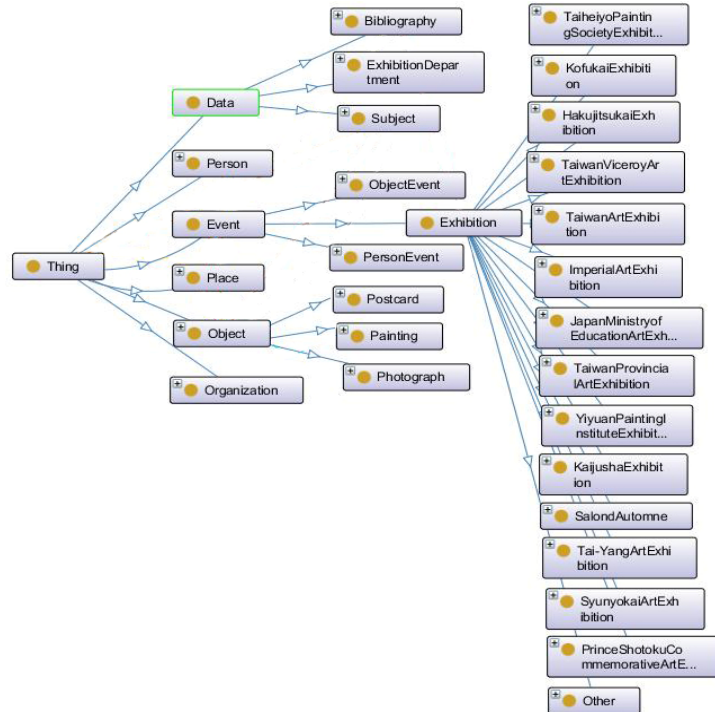 Thing
Data
Person
Event
Place
Object
Organization
Bibliography
ExhibitionDepar
tment
Subject
ObjectEvent
Exhibition
PersonEvent
Postcard
Painting
Photograph
TaiheiyoPaintin
gSocietyExhibit...
KofukaiExhibiti
on
HakujitsukaiExh
ibition
TaiwanViceroyAr
tExhibition
TaiwanArtExhibi
tion
ImperialArtExhi
bition
JapanMinistryof
EducationArtExh...
TaiwanProvincia
lArtExhibition
YiyuanPaintingI
nstituteExhibit...
KaijushaExhibit
ion
SalondAutomne
Tai-YangArtExhi
bition
SyunyokaiArtExh
ibition
PrinceShotokuCo
mmemorativeArtE...
Other